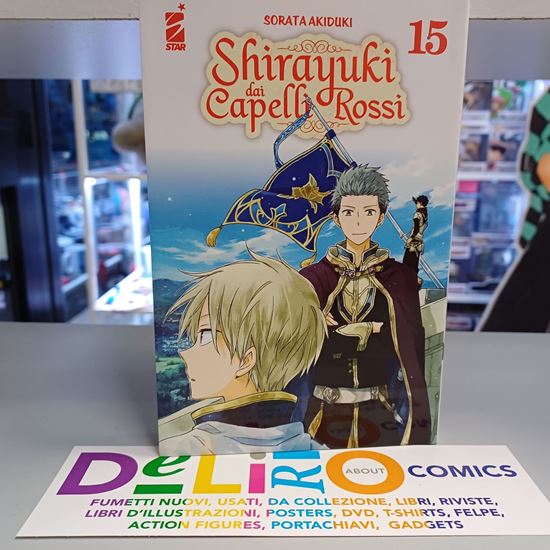 SORATA AKIDUKI
15
STAR
Shirayuki
dai
Capelli Rossi
DeLiRiO
ABOUT
COMICS
FUMETTI NUOVI, USATI, DA COLLEZIONE, LIBRI, RIVISTE,
LIBRI D'ILLUSTRAZIONI, POSTERS, DVD, T-SHIRTS, FELPE,
ACTION FIGURES, PORTACHIAVI, GADGETS